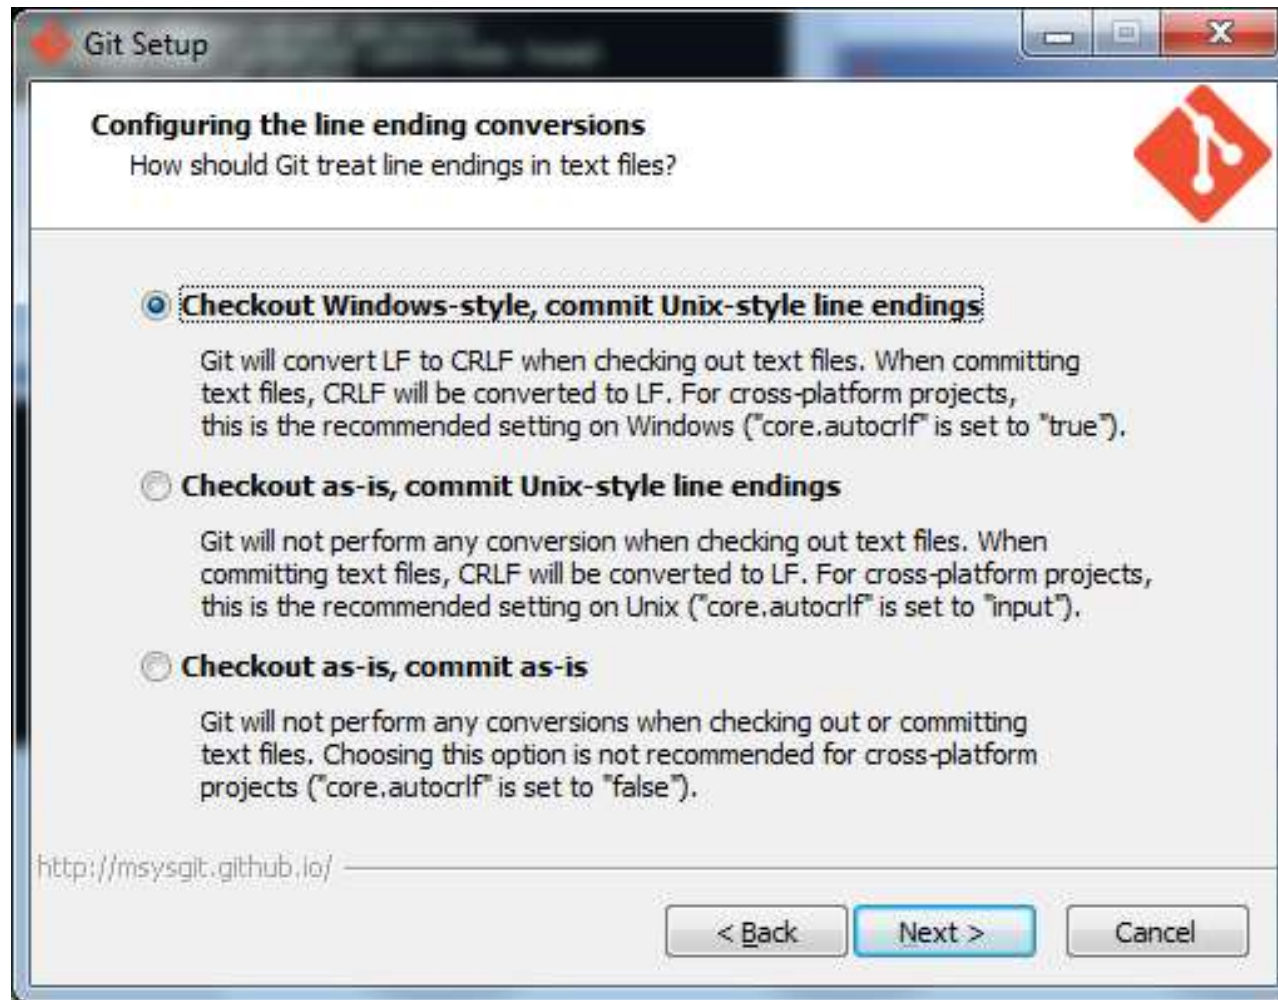 Git Setup
Configuring the line ending conversions
How should Git treat line endings in text files?
Checkout Windows-style, commit Unix-style line endings
Git will convert LF to CRLF when checking out text files. When committing
text files, CRLF will be converted to LF. For cross-platform projects,
this is the recommended setting on Windows ("core.autocrlf" is set to "true").
Checkout as-is, commit Unix-style line endings
Git will not perform any conversion when checking out text files. When
committing text files, CRLF will be converted to LF. For cross-platform projects,
this is the recommended setting on Unix ("core.autocrlf" is set to "input").
Checkout as-is, commit as-is
Git will not perform any conversions when checking out or committing
text files. Choosing this option is not recommended for cross-platform
projects ("core.autocrlf" is set to "false").
http://msysgit.github.io/
< Back
Next >
Cancel